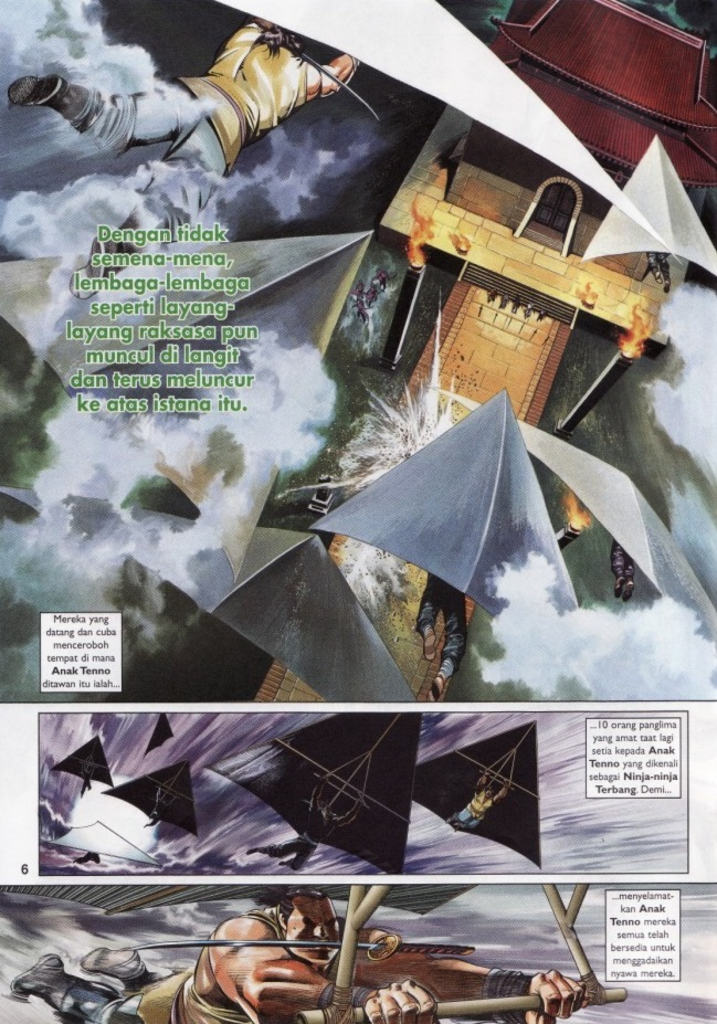 Dengan tidak
semena-mena,
lembaga-lembaga
seperti layang-
layang raksasa pun
muncul di langit
dan terus meluncur
ke atas istana itu.
Mereka yang
datang dan cuba
menceroboh
tempat di mana
Anak Tenno
ditawan itu ialah...
...10 orang panglima
yang amat taat lagi
setia kepada Anak
Tenno yang dikenali
sebagai Ninja-ninja
Terbang. Demi...
6
...menyelamat-
kan Anak
Tenno mereka
semua telah
bersedia untuk
menggadaikan
nyawa mereka.